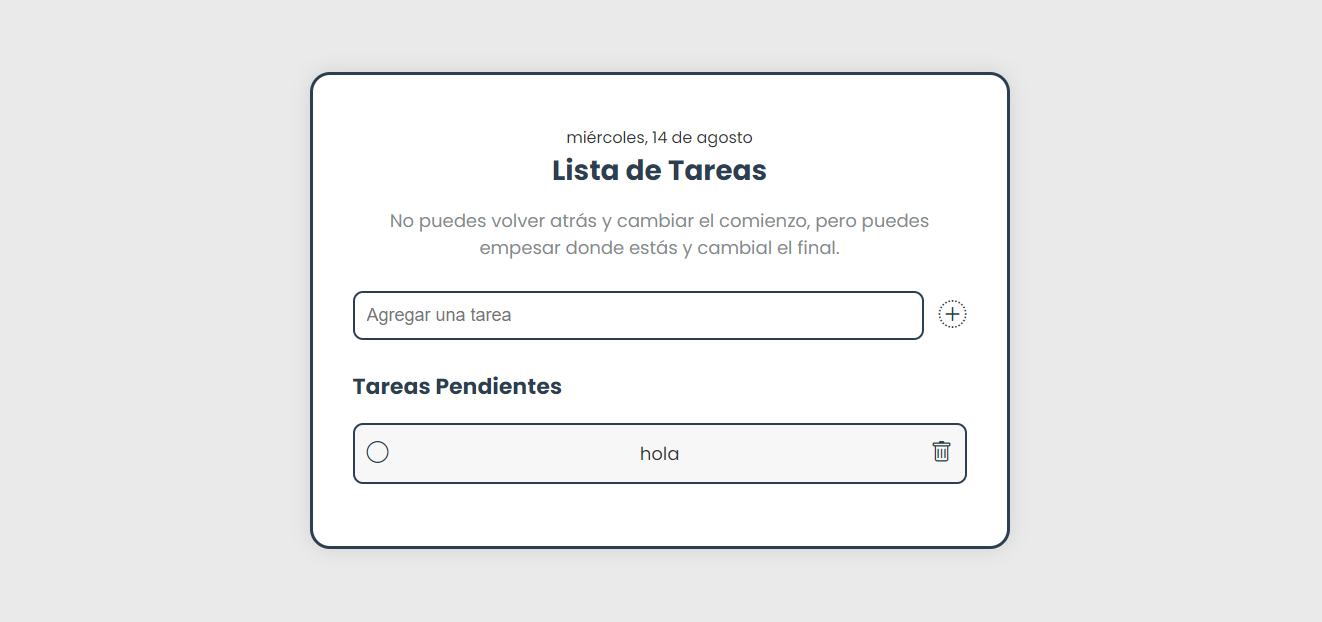 miércoles, 14 de agosto
Lista de Tareas
No puedes volver atrás y cambiar el comienzo, pero puedes
empesar donde estás y cambial el final.
Agregar una tarea
Tareas Pendientes
hola